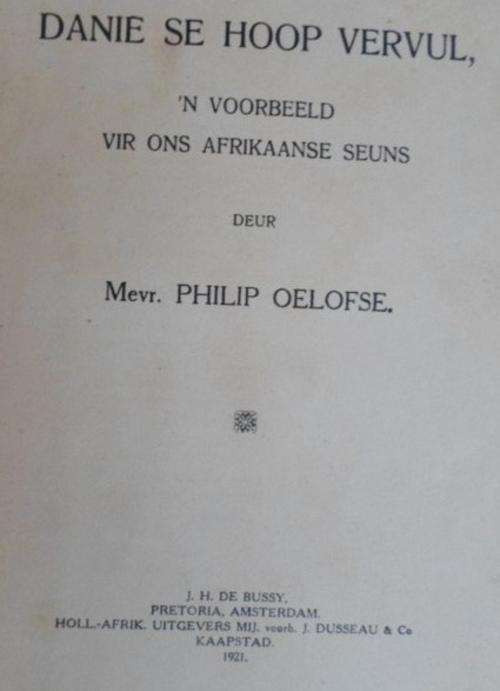 DANIE SE HOOP VERVUL,
'N VOORBEELD
VIR ONS AFRIKAANSE SEUNS
DEUR
Mevr. PHILIP OELOFSE.
J. H. DE BUSSY,
PRETORIA, AMSTERDAM.
HOLL.-AFRIK. UITGEVERS MIJ. voorh. J. DUSSEAU & Co
KAAPSTAD.
1921.